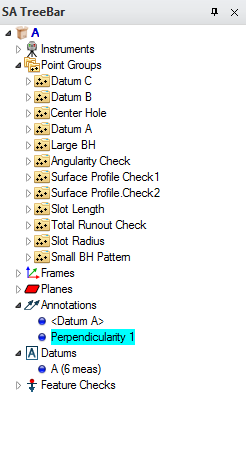 SA TreeBar
A
Instruments
Point Groups
Datum C
Datum B
Center Hole
Datum A
Large BH
Angularity Check
Surface Profile Check1
Surface Profile.Check2
Slot Length
Total Runout Check
Slot Radius
Small BH Pattern
Frames
Planes
Annotations
<Datum A>
Perpendicularity 1
A Datums
A (6 meas)
Feature Checks